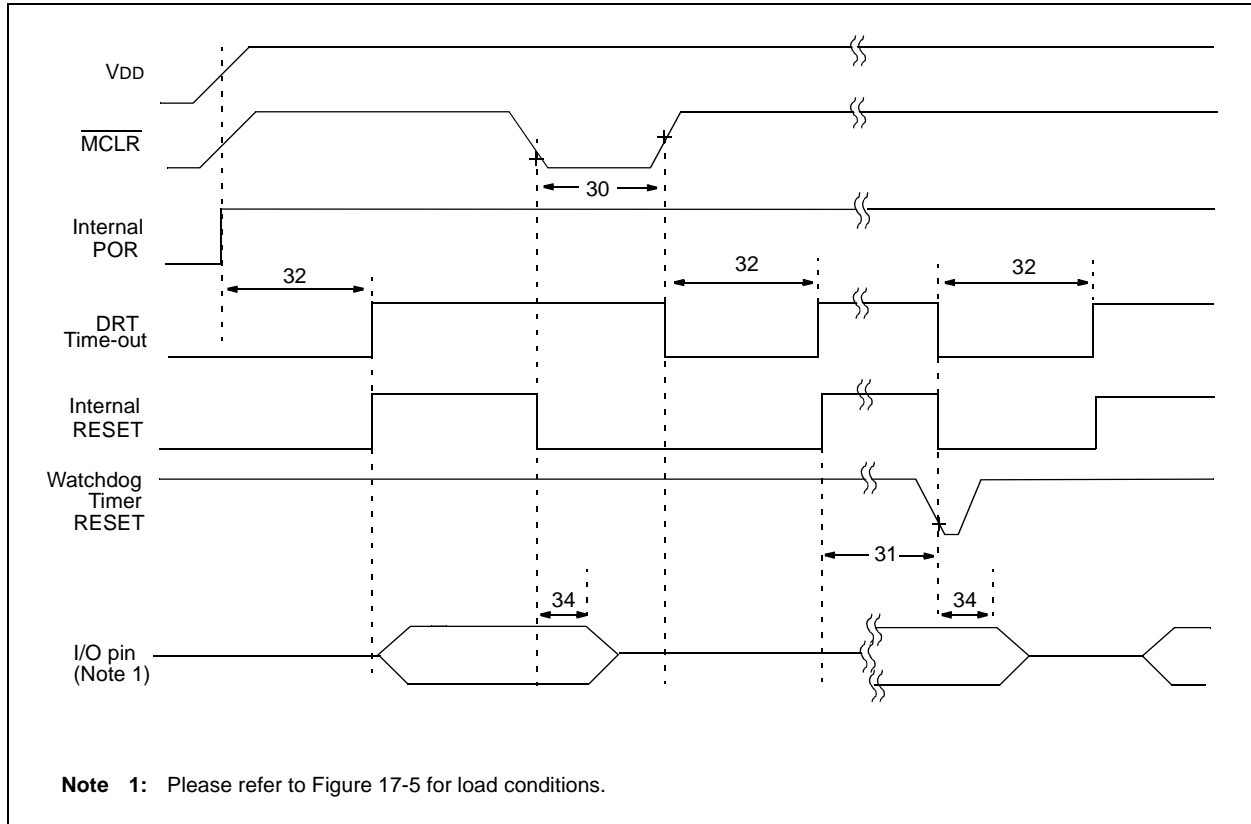 VDD
MCLR
30
Internal
POR
32
32
32
DRT
Time-out
Internal
RESET
Watchdog
Timer
RESET
31
34
34
I/O pin
(Note 1)
Note 1: Please refer to Figure 17-5 for load conditions.